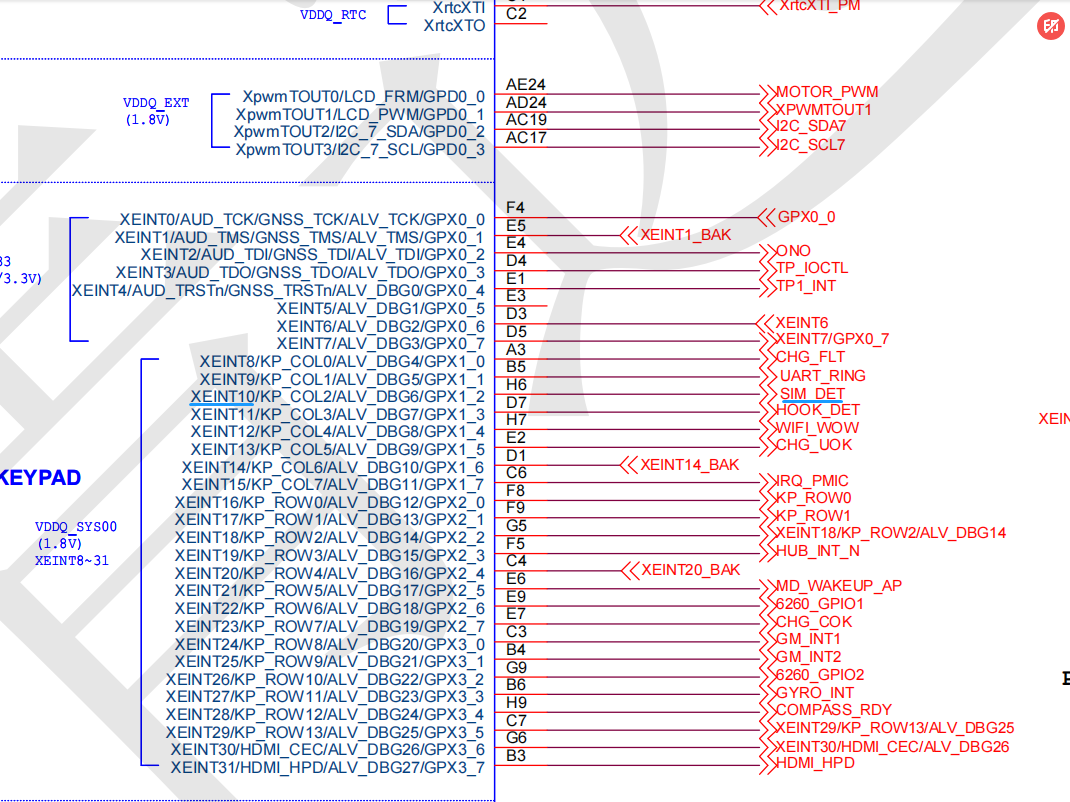 VDDQ_RTC
XrtcXTI
XrtcXTI_PM
XrtcXTO
C2
VDDQ_EXT
(1.8V)
XpwmTOUT0/LCD_FRM/GPD0_0 AE24 MOTOR_PWM
XpwmTOUT1/LCD_PWM/GPD0_1 AD24 XPWMTOUT1
XpwmTOUT2/I2C_7_SDA/GPD0_2 AC19 I2C_SDA7
XpwmTOUT3/I2C_7_SCL/GPD0_3 AC17 I2C_SCL7
/3.3V)
XEINT0/AUD_TCK/GNSS_TCK/ALV_TCK/GPX0_0 F4 GPX0_0
XEINT1/AUD_TMS/GNSS_TMS/ALV_TMS/GPX0_1 E5 XEINT1_BAK
XEINT2/AUD_TDI/GNSS_TDI/ALV_TDI/GPX0_2 E4 ONO
XEINT3/AUD_TDO/GNSS_TDO/ALV_TDO/GPX0_3 D4 TP_IOCTL
XEINT4/AUD_TRSTn/GNSS_TRSTn/ALV_DBG0/GPX0_4 E1 TP1_INT
XEINT5/ALV_DBG1/GPX0_5 E3
XEINT6/ALV_DBG2/GPX0_6 D3 XEINT6
XEINT7/ALV_DBG3/GPX0_7 D5 XEINT7/GPX0_7
XEINT8/KP_COL0/ALV_DBG4/GPX1_0 A3 CHG_FLT
XEINT9/KP_COL1/ALV_DBG5/GPX1_1 B5 UART_RING
XEINT10/KP_COL2/ALV_DBG6/GPX1_2 H6 SIM_DET
XEINT11/KP_COL3/ALV_DBG7/GPX1_3 D7 HOOK_DET
XEINT12/KP_COL4/ALV_DBG8/GPX1_4 H7 WIFI_WOW
XEINT13/KP_COL5/ALV_DBG9/GPX1_5 E2 CHG_UOK
XEINT14/KP_COL6/ALV_DBG10/GPX1_6 D1 XEINT14_BAK
XEINT15/KP_COL7/ALV_DBG11/GPX1_7 C6 IRQ_PMIC
XEINT16/KP_ROW0/ALV_DBG12/GPX2_0 F8 KP_ROW0
XEINT17/KP_ROW1/ALV_DBG13/GPX2_1 F9 KP_ROW1
XEINT18/KP_ROW2/ALV_DBG14/GPX2_2 G5 XEINT18/KP_ROW2/ALV_DBG14
XEINT19/KP_ROW3/ALV_DBG15/GPX2_3 F5 HUB_INT_N
XEINT20/KP_ROW4/ALV_DBG16/GPX2_4 C4 XEINT20_BAK
XEINT21/KP_ROW5/ALV_DBG17/GPX2_5 E6 MD_WAKEUP_AP
XEINT22/KP_ROW6/ALV_DBG18/GPX2_6 E9 6260_GPIO1
XEINT23/KP_ROW7/ALV_DBG19/GPX2_7 E7 CHG_COK
XEINT24/KP_ROW8/ALV_DBG20/GPX3_0 C3 GM_INT1
XEINT25/KP_ROW9/ALV_DBG21/GPX3_1 B4 GM_INT2
XEINT26/KP_ROW10/ALV_DBG22/GPX3_2 G9 6260_GPIO2
XEINT27/KP_ROW11/ALV_DBG23/GPX3_3 B6 GYRO_INT
XEINT28/KP_ROW12/ALV_DBG24/GPX3_4 H9 COMPASS_RDY
XEINT29/KP_ROW13/ALV_DBG25/GPX3_5 C7 XEINT29/KP_ROW13/ALV_DBG25
XEINT30/HDMI_CEC/ALV_DBG26/GPX3_6 G6 XEINT30/HDMI_CEC/ALV_DBG26
XEINT31/HDMI_HPD/ALV_DBG27/GPX3_7 B3 HDMI_HPD
KEYPAD
VDDQ_SYS00
(1.8V)
XEINT8~31
XEIN